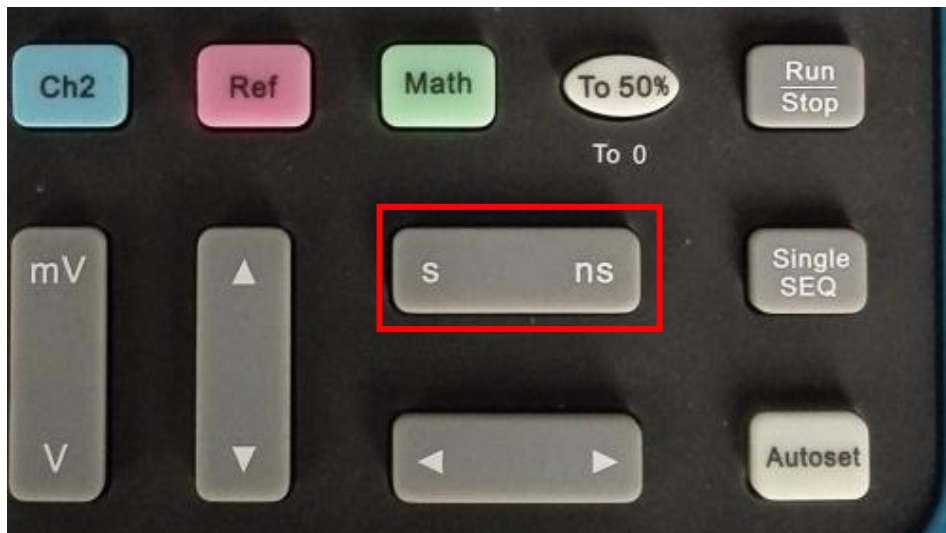 Ch2
Ref
Math
To 50%
Run
Stop
To 0
mV
s
ns
Single
SEQ
V
Autoset